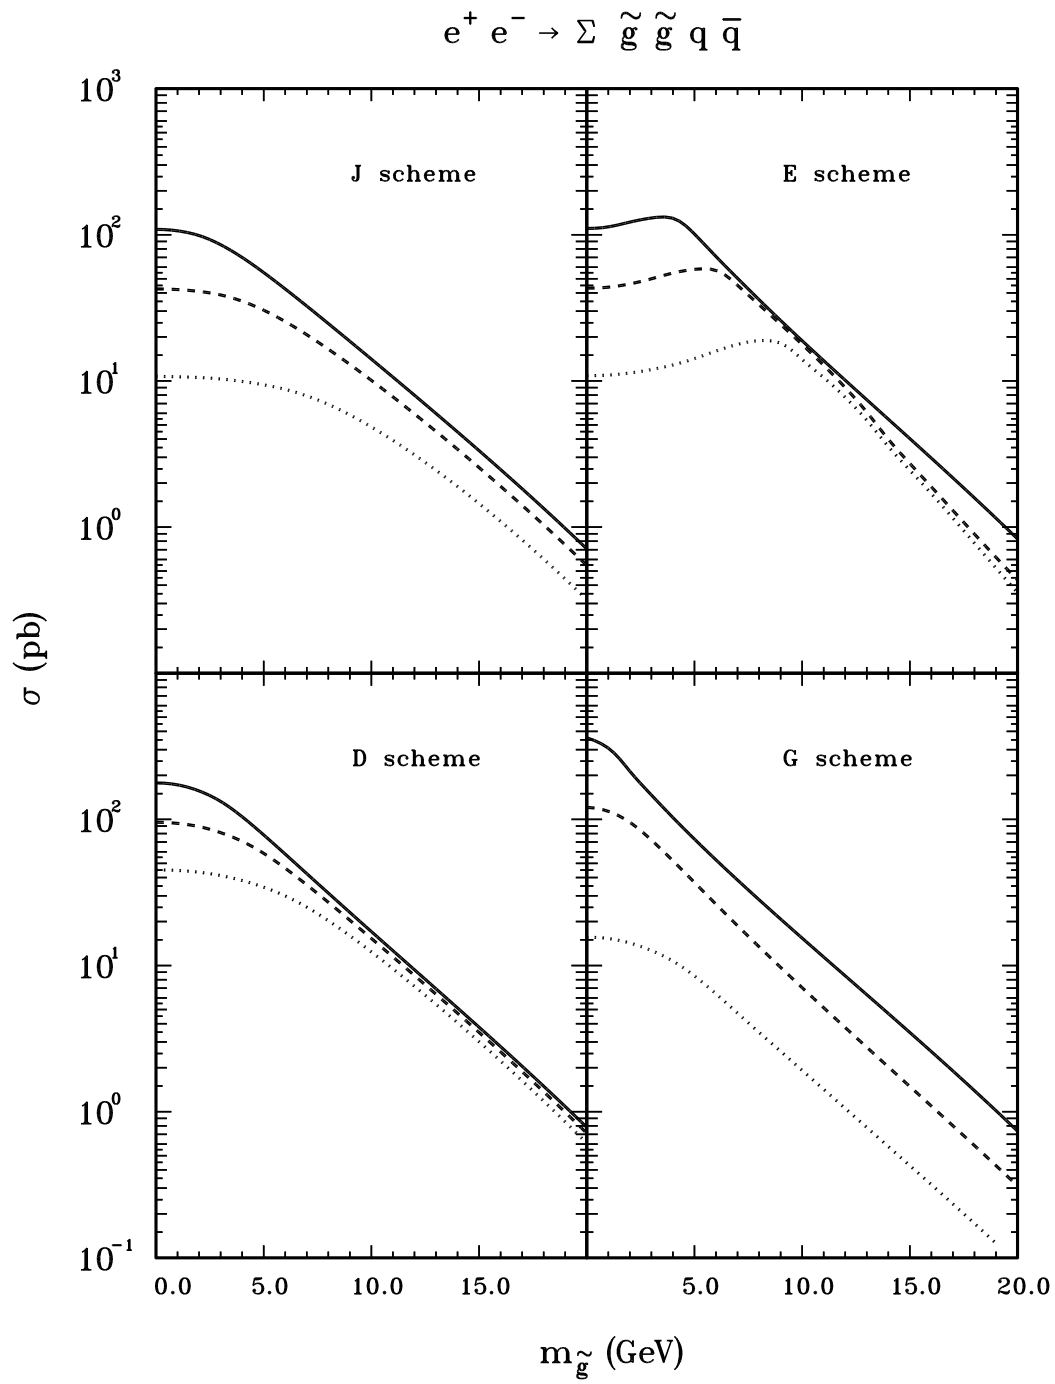 e⁺ e⁻ → Σ g̃ g̃ q q̄
10³
J scheme
E scheme
10²
10¹
10⁰
σ (pb)
D scheme
G scheme
10²
10¹
10⁰
10⁻¹
0.0 5.0 10.0 15.0 5.0 10.0 15.0 20.0
m_g̃ (GeV)